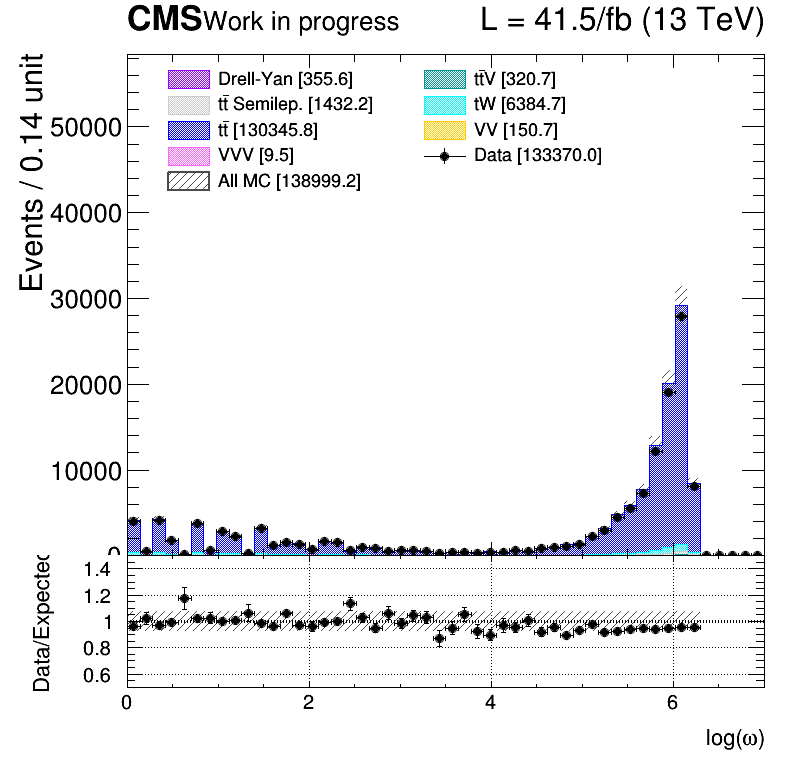 CMS Work in progress L = 41.5/fb (13 TeV)
Events / 0.14 unit
Drell-Yan [355.6]
tt̄ Semilep. [1432.2]
tt̄ [130345.8]
VVV [9.5]
All MC [138999.2]
tt̄V [320.7]
tW [6384.7]
VV [150.7]
Data [133370.0]
50000
40000
30000
20000
10000
0
Data/Expected
1.4
1.2
1
0.8
0.6
0 2 4 6
log(ω)